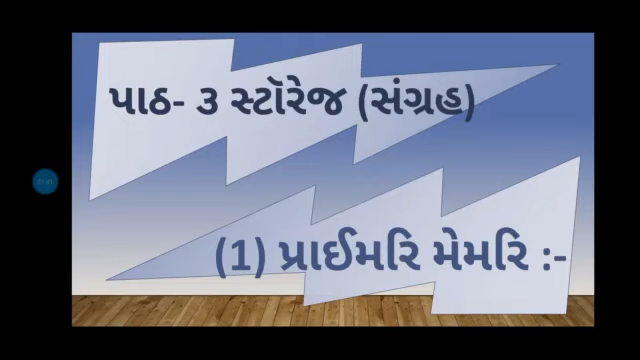 પાઠ- ૩ સ્ટૉરેજ (સંગ્રહ)
(1) પ્રાઈમરિ મેમરિ :-